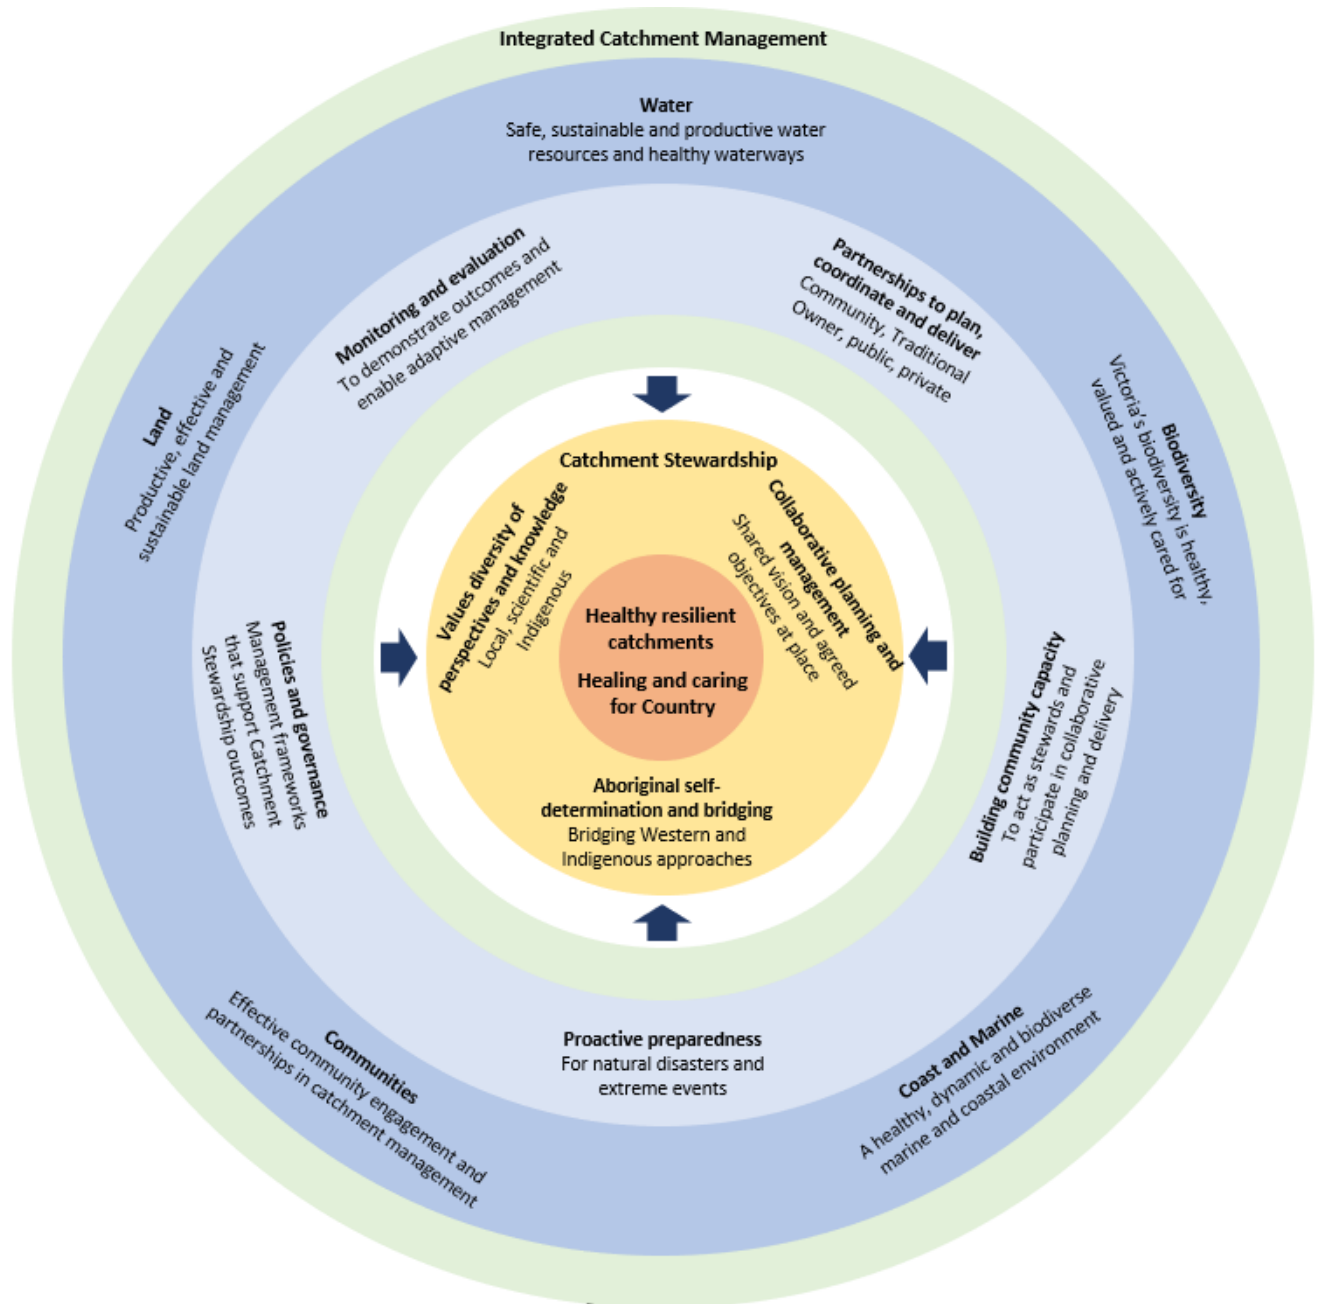 Integrated Catchment Management
Water
Safe, sustainable and productive water
resources and healthy waterways
Monitoring and evaluation
To demonstrate outcomes and
enable adaptive management
Partnerships to plan,
coordinate and deliver
Community, Traditional
Owner, public, private
Land
Productive, effective and
sustainable land management
Biodiversity
Victoria's biodiversity is healthy,
valued and actively cared for
Catchment Stewardship
Values diversity of
perspectives and knowledge
Local, scientific and
Indigenous
Collaborative planning and
management
Shared vision and agreed
objectives at place
Healthy resilient
catchments
Healing and caring
for Country
Aboriginal self-
determination and bridging
Bridging Western and
Indigenous approaches
Policies and governance
Management frameworks
that support Catchment
Stewardship outcomes
Building community capacity
To act as stewards and
participate in collaborative
planning and delivery
Proactive preparedness
For natural disasters and
extreme events
Communities
Effective community engagement and
partnerships in catchment management
Coast and Marine
A healthy, dynamic and biodiverse
marine and coastal environment